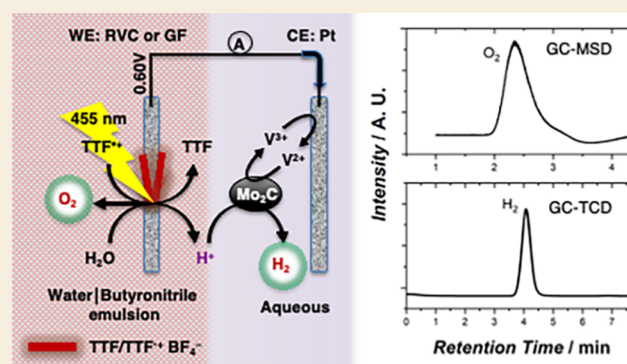 WE: RVC or GF
A
CE: Pt
0.60V
455 nm
TTF•+
TTF
V³⁺
V²⁺
O₂
Mo₂C
H₂O
H⁺
H₂
Water|Butyronitrile
emulsion
Aqueous
TTF/TTF•⁺ BF₄⁻
Intensity / A. U.
O₂
GC-MSD
1 2 3 4
H₂
GC-TCD
0 1 2 3 4 5 6 7
Retention Time / min